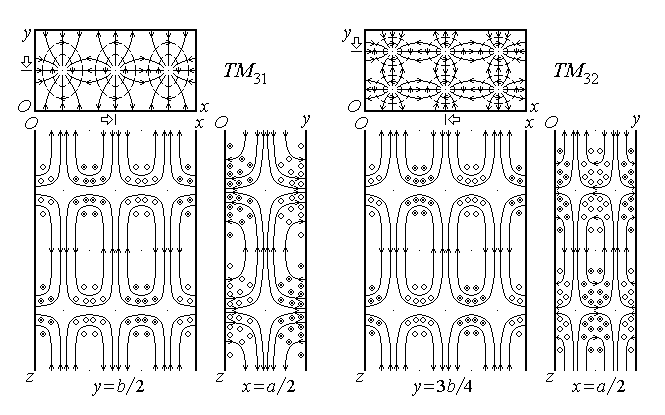 y
TM31
O
x
y
TM32
O
x
O
x
y
O
x
O
y
z
y=b/2
z
x=a/2
z
y=3b/4
z
x=a/2